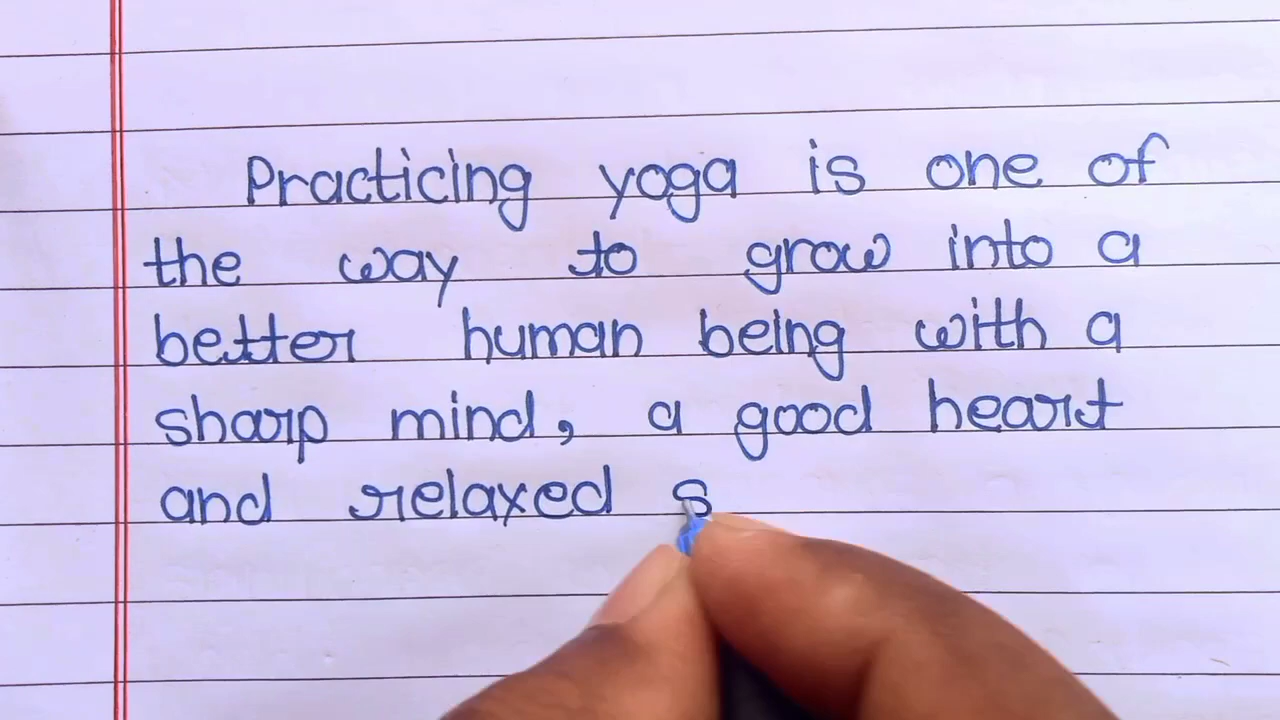 Practicing yoga is one of
the way to grow into a
better human being with a
sharp mind, a good heart
and relaxed s